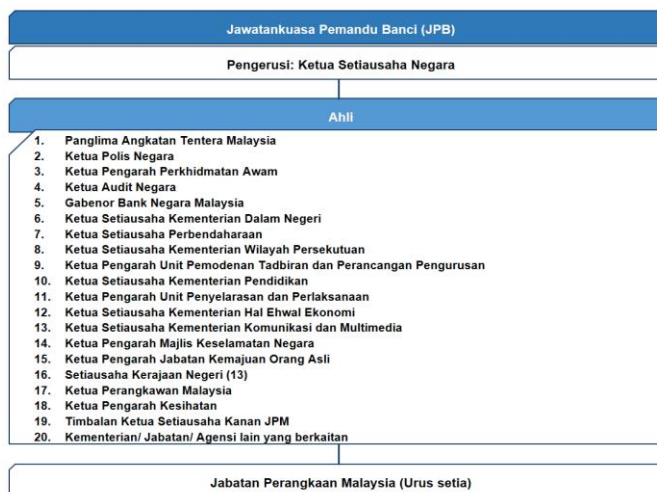 Jawatankuasa Pemandu Banci (JPB)
Pengerusi: Ketua Setiausaha Negara
Ahli
1. Panglima Angkatan Tentera Malaysia
2. Ketua Polis Negara
3. Ketua Pengarah Perkhidmatan Awam
4. Ketua Audit Negara
5. Gabenor Bank Negara Malaysia
6. Ketua Setiausaha Kementerian Dalam Negeri
7. Ketua Setiausaha Perbendaharaan
8. Ketua Setiausaha Kementerian Wilayah Persekutuan
9. Ketua Pengarah Unit Pemodenan Tadbiran dan Perancangan Pengurusan
10. Ketua Setiausaha Kementerian Pendidikan
11. Ketua Pengarah Unit Penyelarasan dan Perlaksanaan
12. Ketua Setiausaha Kementerian Hal Ehwal Ekonomi
13. Ketua Setiausaha Kementerian Komunikasi dan Multimedia
14. Ketua Pengarah Majlis Keselamatan Negara
15. Ketua Pengarah Jabatan Kemajuan Orang Asli
16. Setiausaha Kerajaan Negeri (13)
17. Ketua Perangkawan Malaysia
18. Ketua Pengarah Kesihatan
19. Timbalan Ketua Setiausaha Kanan JPM
20. Kementerian/ Jabatan/ Agensi lain yang berkaitan
Jabatan Perangkaan Malaysia (Urus setia)